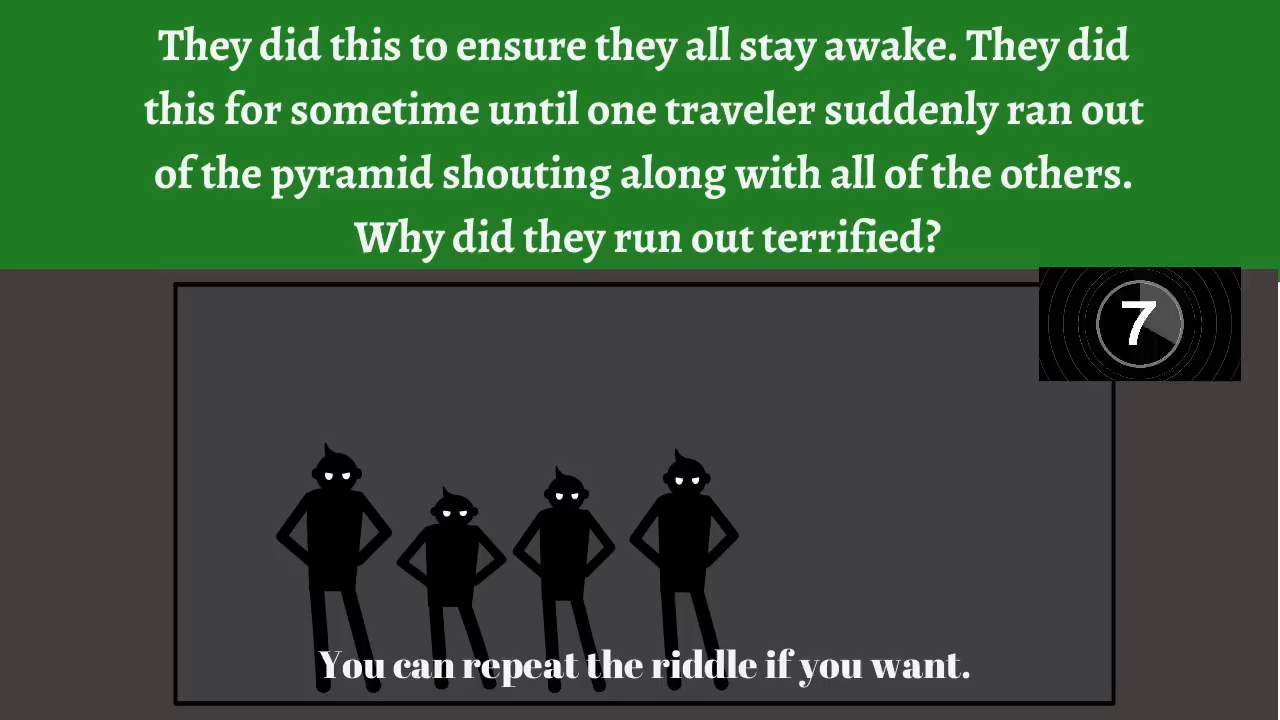 They did this to ensure they all stay awake. They did
this for sometime until one traveler suddenly ran out
of the pyramid shouting along with all of the others.
Why did they run out terrified?
7
You can repeat the riddle if you want.